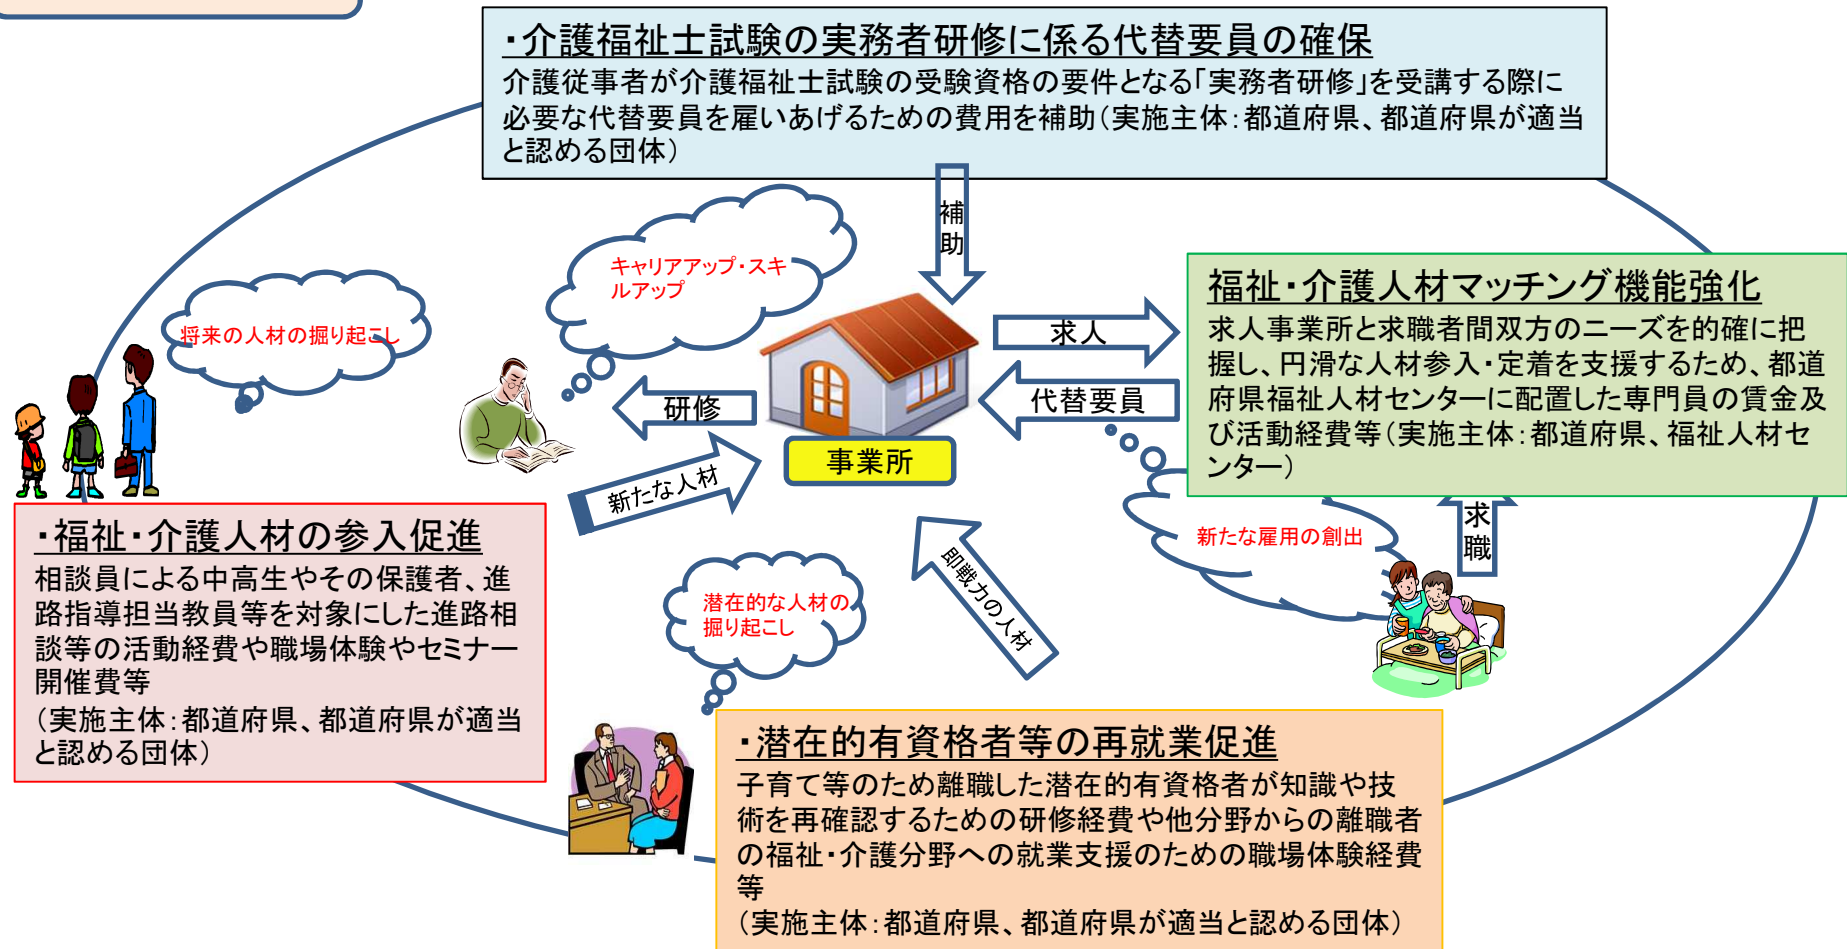 ・介護福祉士試験の実務者研修に係る代替要員の確保
介護従事者が介護福祉士試験の受験資格の要件となる「実務者研修」を受講する際に
必要な代替要員を雇いあげるための費用を補助（実施主体：都道府県、都道府県が適当
と認める団体）
補
助
キャリアアップ・スキ
ルアップ
将来の人材の掘り起こし
求人
代替要員
研修
事業所
新たな人材
福祉・介護人材マッチング機能強化
求人事業所と求職者間双方のニーズを的確に把
握し、円滑な人材参入・定着を支援するため、都道
府県福祉人材センターに配置した専門員の賃金及
び活動経費等（実施主体：都道府県、福祉人材セ
ンター）
求
職
新たな雇用の創出
即戦力の人材
潜在的な人材の
掘り起こし
・福祉・介護人材の参入促進
相談員による中高生やその保護者、進
路指導担当教員等を対象にした進路相
談等の活動経費や職場体験やセミナー
開催費等
（実施主体：都道府県、都道府県が適当
と認める団体）
・潜在的有資格者等の再就業促進
子育て等のため離職した潜在的有資格者が知識や技
術を再確認するための研修経費や他分野からの離職者
の福祉・介護分野への就業支援のための職場体験経費
等
（実施主体：都道府県、都道府県が適当と認める団体）